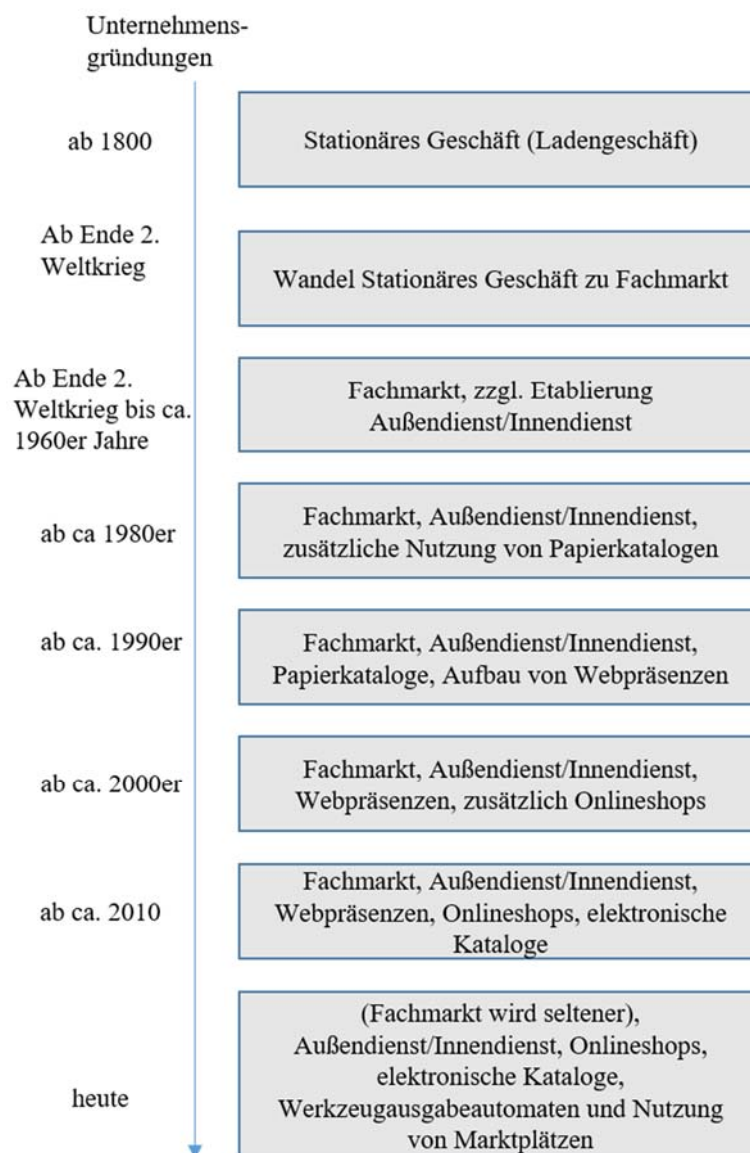 Unternehmens-
gründungen
ab 1800
Stationäres Geschäft (Ladengeschäft)
Ab Ende 2.
Weltkrieg
Wandel Stationäres Geschäft zu Fachmarkt
Ab Ende 2.
Weltkrieg bis ca.
1960er Jahre
Fachmarkt, zzgl. Etablierung
Außendienst/Innendienst
ab ca 1980er
Fachmarkt, Außendienst/Innendienst,
zusätzliche Nutzung von Papierkatalogen
ab ca. 1990er
Fachmarkt, Außendienst/Innendienst,
Papierkataloge, Aufbau von Webpräsenzen
ab ca. 2000er
Fachmarkt, Außendienst/Innendienst,
Webpräsenzen, zusätzlich Onlineshops
ab ca. 2010
Fachmarkt, Außendienst/Innendienst,
Webpräsenzen, Onlineshops, elektronische
Kataloge
heute
(Fachmarkt wird seltener),
Außendienst/Innendienst, Onlineshops,
elektronische Kataloge,
Werkzeugausgabeautomaten und Nutzung
von Marktplätzen